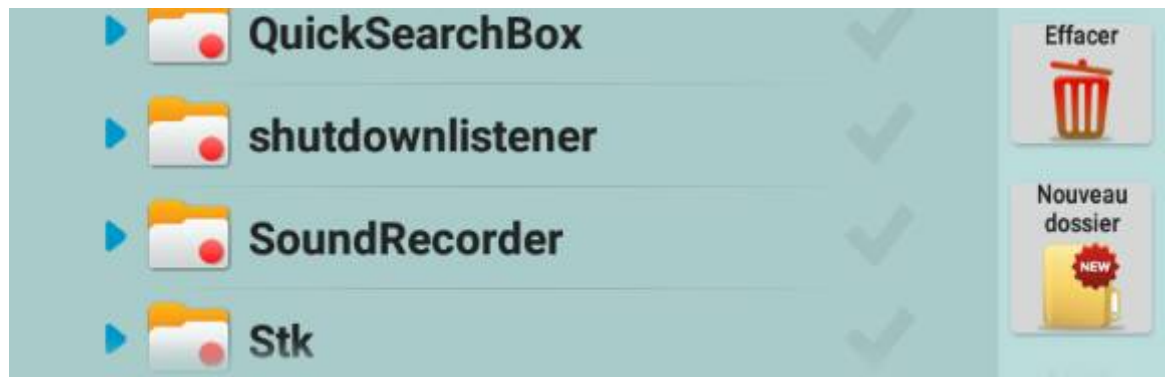 QuickSearchBox
Effacer
shutdownlistener
Nouveau
dossier
NEW
SoundRecorder
Stk